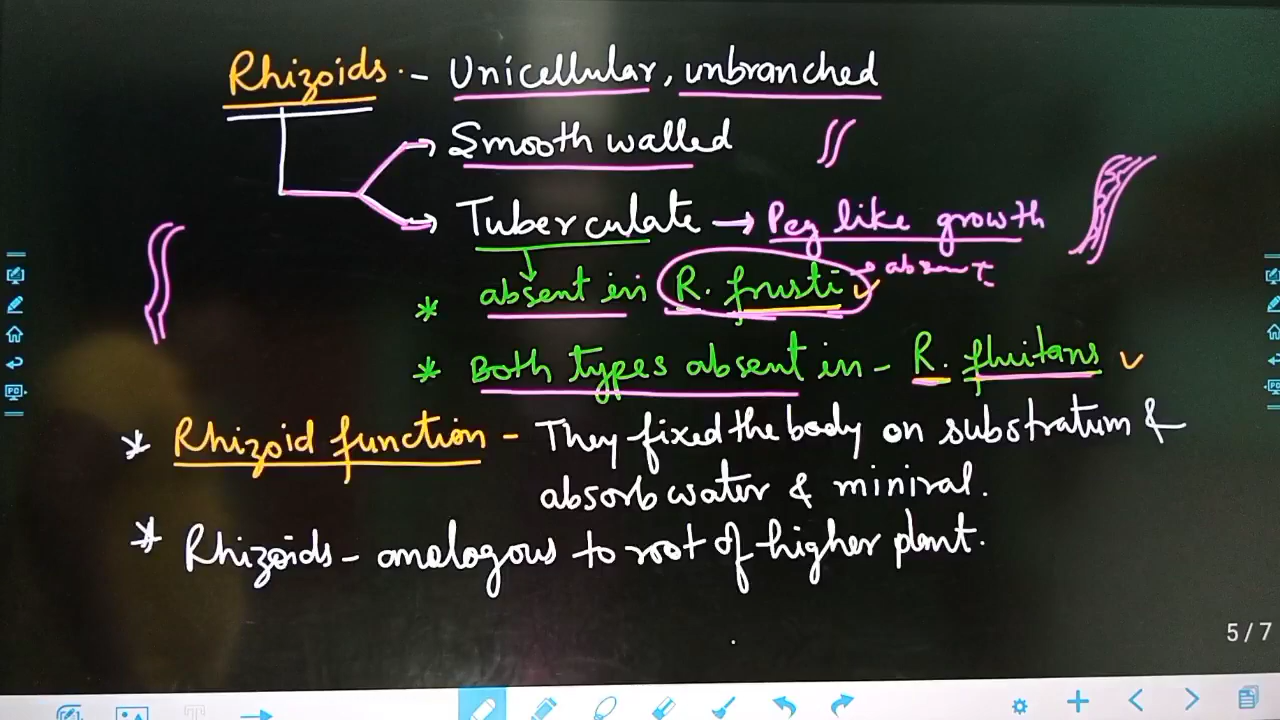 Rhizoids - Unicellular, unbranched
Smooth walled
Tuberculate → Peg like growth
* absent in R. frusti → absent
* Both types absent in - R. fluitans
* Rhizoid function - They fixed the body on substratum &
absorb water & miniral.
* Rhizoids - analogous to root of higher plant.
5/7